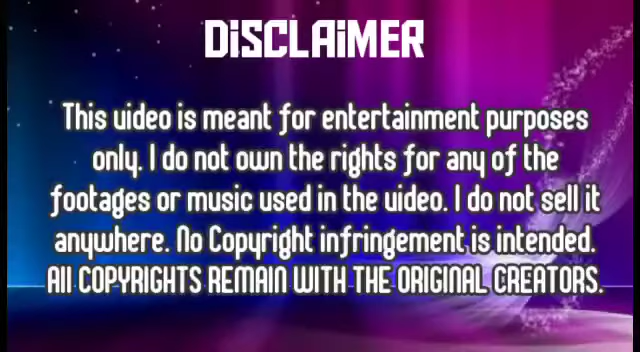 DiSCLAiMER
This video is meant for entertainment purposes
only. I do not own the rights for any of the
footages or music used in the video. I do not sell it
anywhere. No Copyright infringement is intended.
All COPYRIGHTS REMAIN WITH THE ORIGINAL CREATORS.